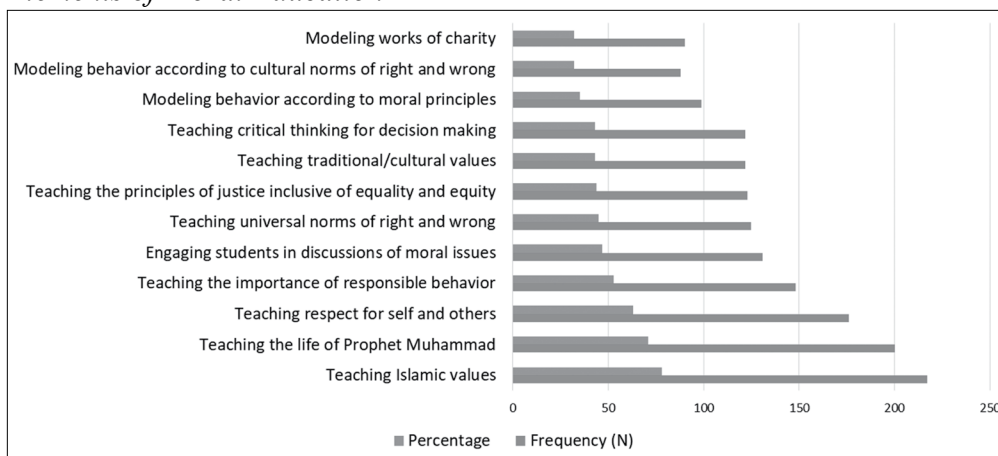 Modeling works of charity
Modeling behavior according to cultural norms of right and wrong
Modeling behavior according to moral principles
Teaching critical thinking for decision making
Teaching traditional/cultural values
Teaching the principles of justice inclusive of equality and equity
Teaching universal norms of right and wrong
Engaging students in discussions of moral issues
Teaching the importance of responsible behavior
Teaching respect for self and others
Teaching the life of Prophet Muhammad
Teaching Islamic values
0 50 100 150 200 250
Percentage Frequency (N)